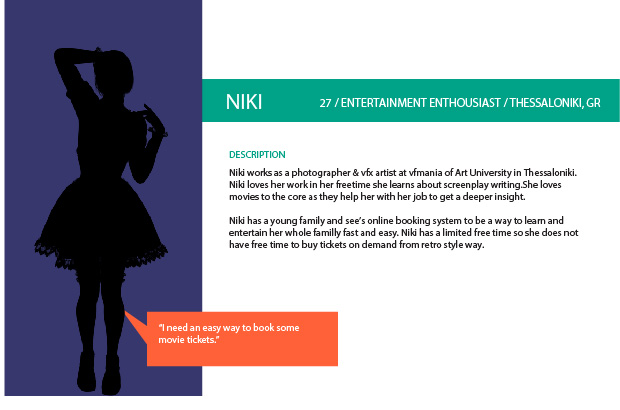 NIKI
27 / ENTERTAINMENT ENTHOUSIAST / THESSALONIKI, GR
DESCRIPTION
Niki works as a photographer & vfx artist at vfmania of Art University in Thessaloniki.
Niki loves her work in her freetime she learns about screenplay writing.She loves
movies to the core as they help her with her job to get a deeper insight.
Niki has a young family and see's online booking system to be a way to learn and
entertain her whole familly fast and easy. Niki has a limited free time so she does not
have free time to buy tickets on demand from retro style way.
"I need an easy way to book some
movie tickets."